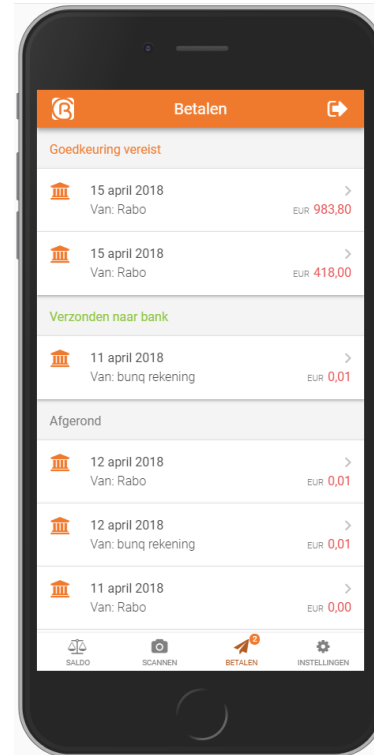 Betalen
Goedkeuring vereist
15 april 2018
Van: Rabo EUR 983,80
15 april 2018
Van: Rabo EUR 418,00
Verzonden naar bank
11 april 2018
Van: bunq rekening EUR 0,01
Afgerond
12 april 2018
Van: Rabo EUR 0,01
12 april 2018
Van: bunq rekening EUR 0,01
11 april 2018
Van: Rabo EUR 0,00
2
SALDO SCANNEN BETALEN INSTELLINGEN